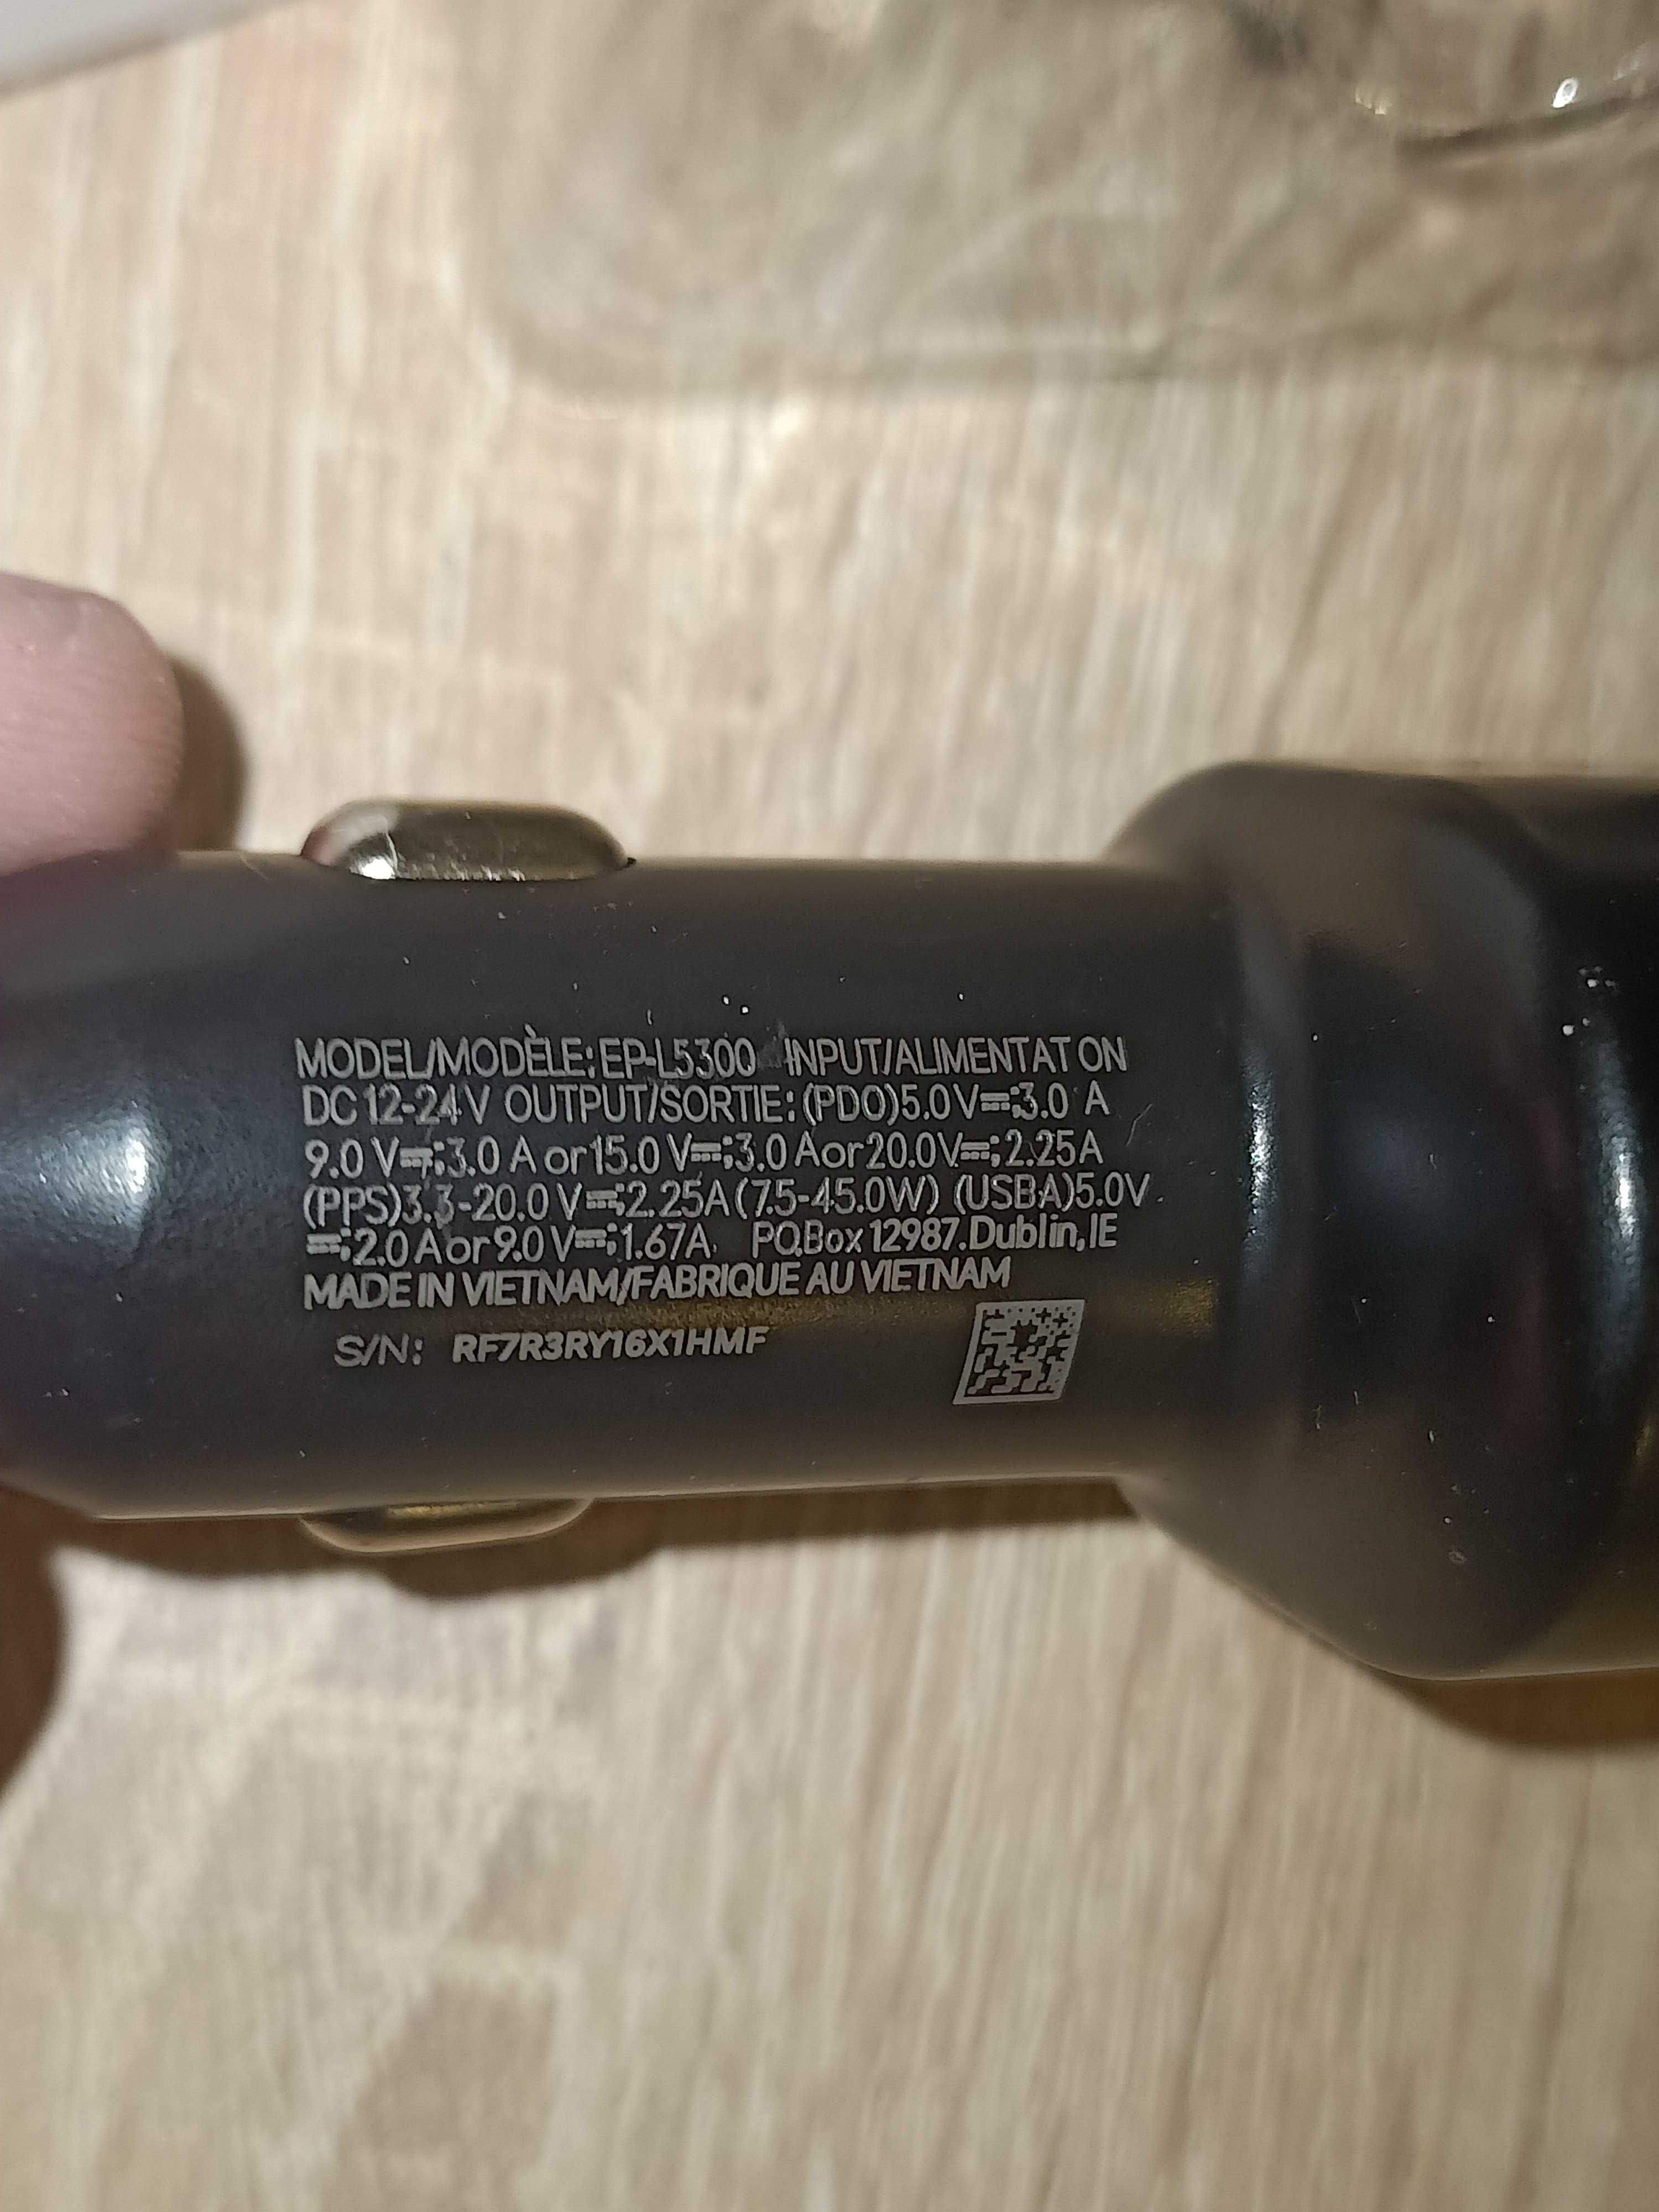 MODEL/MODÈLE:EP-L5300 INPUT/ALIMENTAT ON
DC 12-24V OUTPUT/SORTIE: (PDO)5.0V⎓;3.0 A
9.0 V⎓;3.0 A or 15.0 V⎓;3.0 A or 20.0V⎓;2.25A
(PPS)3.3-20.0 V⎓;2.25A (7.5-45.0W) (USBA)5.0V
⎓;2.0 A or 9.0 V⎓;1.67A. P.O.Box 12987.Dublin,IE
MADE IN VIETNAM/FABRIQUE AU VIETNAM
S/N: RF7R3RY16X1HMF